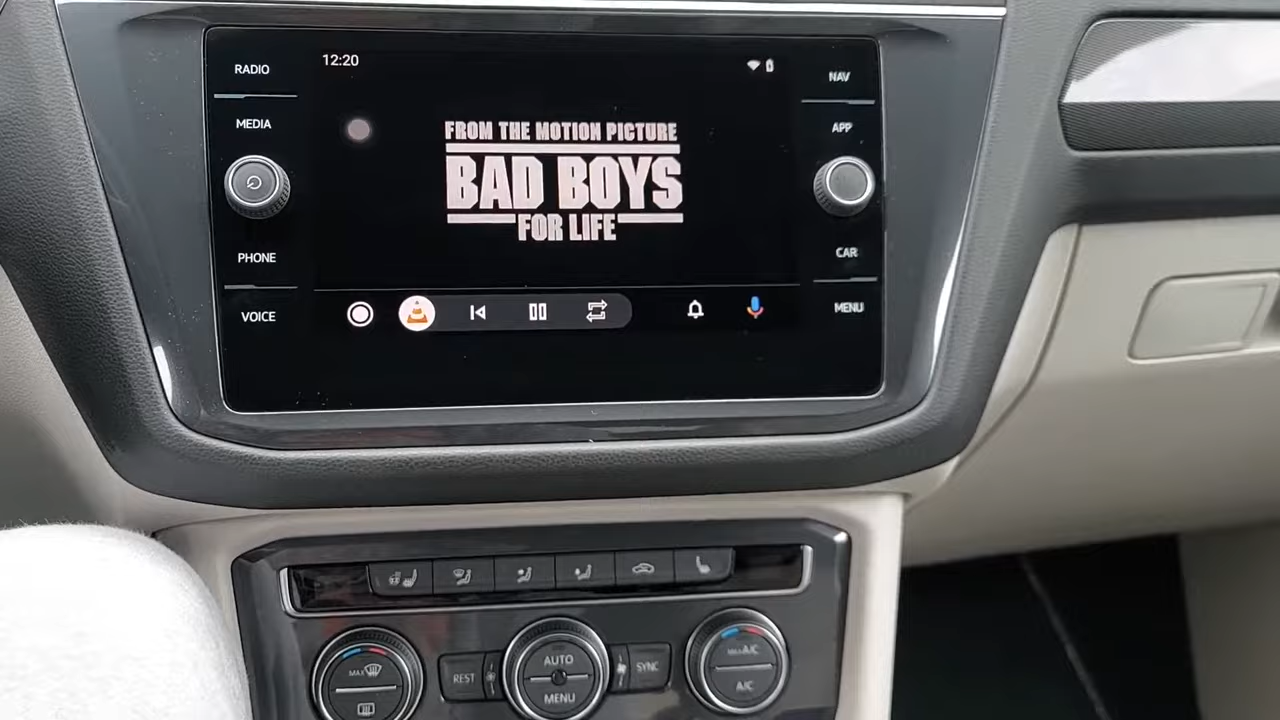 RADIO
12:20
NAV
MEDIA
APP
FROM THE MOTION PICTURE
BAD BOYS
FOR LIFE
PHONE
CAR
VOICE
MENU
MAX
REST
AUTO
MENU
SYNC
MAX A/C
A/C